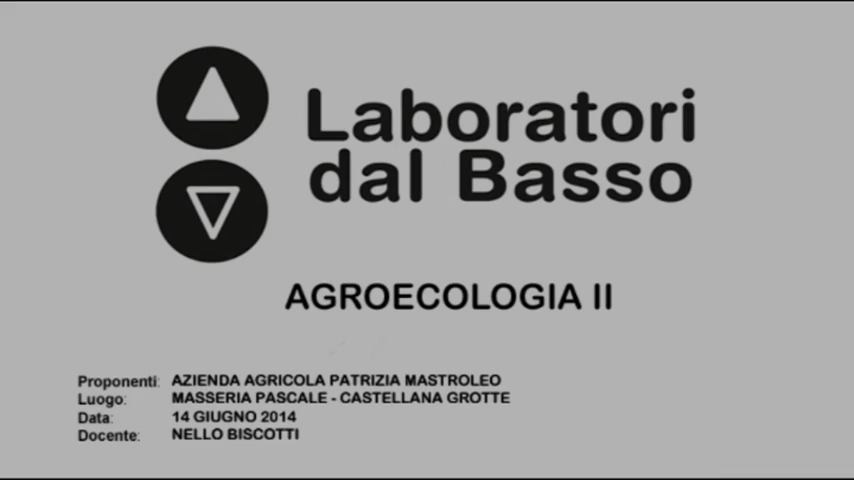 Laboratori
dal Basso
AGROECOLOGIA II
Proponenti: AZIENDA AGRICOLA PATRIZIA MASTROLEO
Luogo: MASSERIA PASCALE - CASTELLANA GROTTE
Data: 14 GIUGNO 2014
Docente: NELLO BISCOTTI